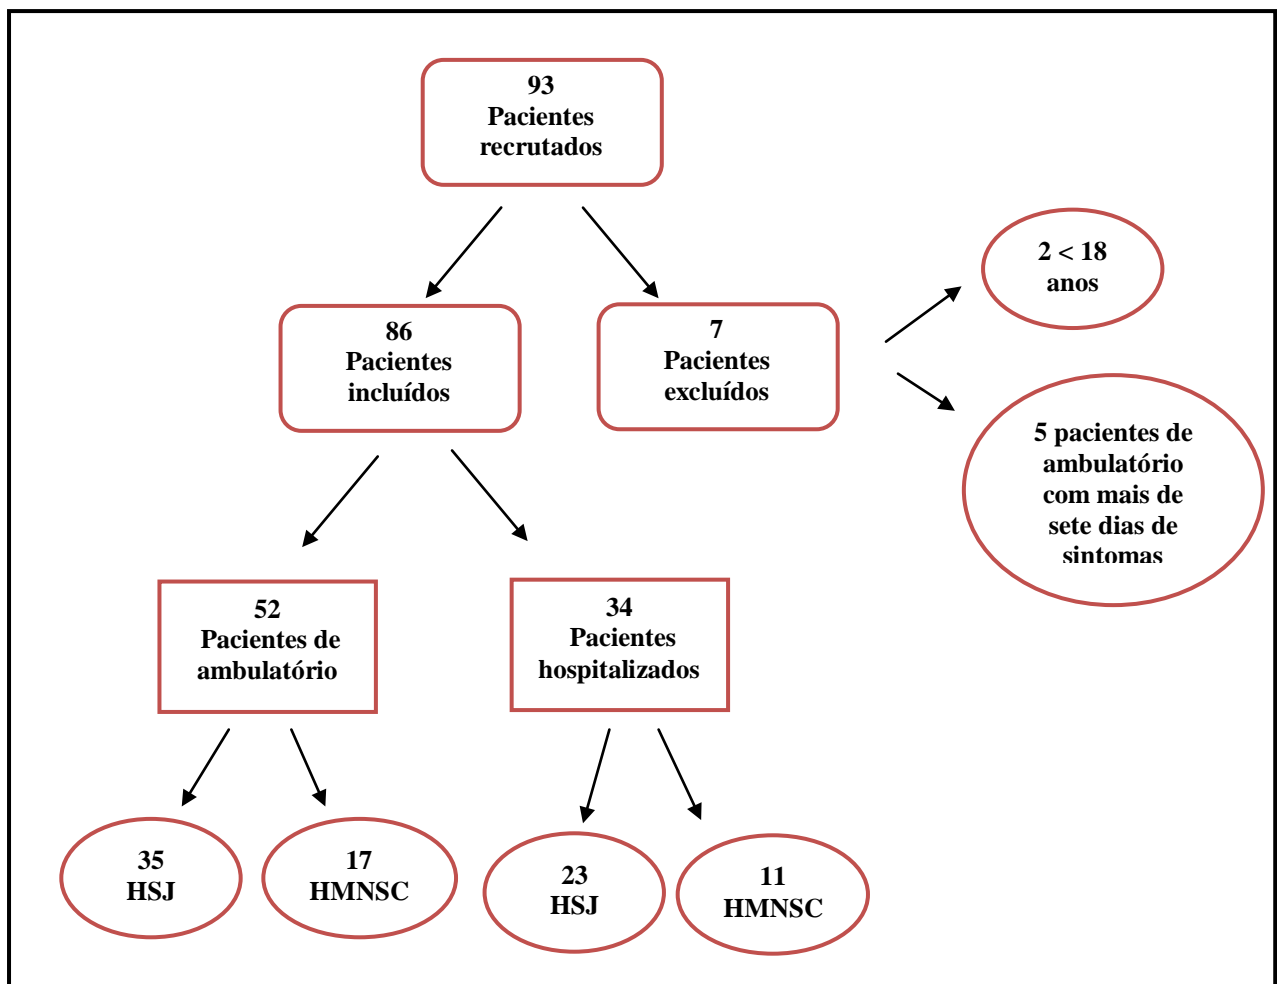 93
Pacientes
recrutados
86
Pacientes
incluídos
7
Pacientes
excluídos
2 < 18
anos
5 pacientes de
ambulatório
com mais de
sete dias de
sintomas
52
Pacientes de
ambulatório
34
Pacientes
hospitalizados
35
HSJ
17
HMNSC
23
HSJ
11
HMNSC